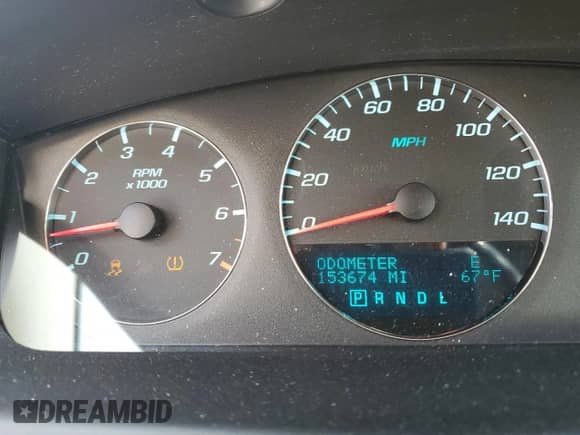 1 2 3 4 5 6 7 0
RPM
x 1000
0 20 40 60 80 100 120 140
MPH
ODOMETER E
153674 MI 67°F
P R N D L
DREAMBID